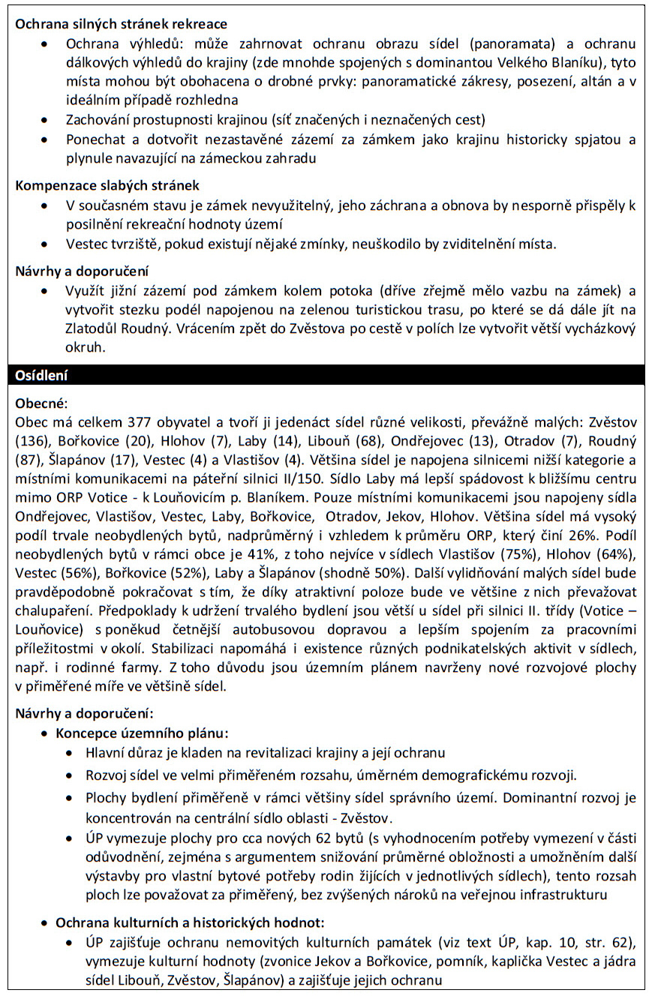 Ochrana silných stránek rekreace
• Ochrana výhledů: může zahrnovat ochranu obrazu sídel (panoramata) a ochranu
dálkových výhledů do krajiny (zde mnohde spojených s dominantou Velkého Blaníku), tyto
místa mohou být obohacena o drobné prvky: panoramatické zákresy, posezení, altán a v
ideálním případě rozhledna
• Zachování prostupnosti krajinou (síť značených i neznačených cest)
• Ponechat a dotvořit nezastavěné zázemí za zámkem jako krajinu historicky spjatou a
plynule navazující na zámeckou zahradu
Kompenzace slabých stránek
• V současném stavu je zámek nevyužitelný, jeho záchrana a obnova by nesporně přispěly k
posilnění rekreační hodnoty území
• Vestec tvrziště, pokud existují nějaké zmínky, neuškodilo by zviditelnění místa.
Návrhy a doporučení
• Využít jižní zázemí pod zámkem kolem potoka (dříve zřejmě mělo vazbu na zámek) a
vytvořit stezku podél napojenou na zelenou turistickou trasu, po které se dá dále jít na
Zlatodůl Roudný. Vrácením zpět do Zvěstova po cestě v polích lze vytvořit větší vycházkový
okruh.
Osídlení
Obecné:
Obec má celkem 377 obyvatel a tvoří ji jedenáct sídel různé velikosti, převážně malých: Zvěstov
(136), Bořkovice (20), Hlohov (7), Laby (14), Libouň (68), Ondřejovec (13), Otradov (7), Roudný
(87), Šlapánov (17), Vestec (4) a Vlastišov (4). Většina sídel je napojena silnicemi nižší kategorie a
místními komunikacemi na páteřní silnici II/150. Sídlo Laby má lepší spádovost k bližšímu centru
mimo ORP Votice - k Louňovicím p. Blaníkem. Pouze místními komunikacemi jsou napojeny sídla
Ondřejovec, Vlastišov, Vestec, Laby, Bořkovice, Otradov, Jekov, Hlohov. Většina sídel má vysoký
podíl trvale neobydlených bytů, nadprůměrný i vzhledem k průměru ORP, který činí 26%. Podíl
neobydlených bytů v rámci obce je 41%, z toho nejvíce v sídlech Vlastišov (75%), Hlohov (64%),
Vestec (56%), Bořkovice (52%), Laby a Šlapánov (shodně 50%). Další vylidňování malých sídel bude
pravděpodobně pokračovat s tím, že díky atraktivní poloze bude ve většine z nich převažovat
chalupaření. Předpoklady k udržení trvalého bydlení jsou větší u sídel při silnici II. třídy (Votice –
Louňovice) s poněkud četnější autobusovou dopravou a lepším spojením za pracovními
příležitostmi v okolí. Stabilizaci napomáhá i existence různých podnikatelských aktivit v sídlech,
např. i rodinné farmy. Z toho důvodu jsou územním plánem navrženy nové rozvojové plochy
v přiměřené míře ve většině sídel.
Návrhy a doporučení:
• Koncepce územního plánu:
• Hlavní důraz je kladen na revitalizaci krajiny a její ochranu
• Rozvoj sídel ve velmi přiměřeném rozsahu, úměrném demografickému rozvoji.
• Plochy bydlení přiměřeně v rámci většiny sídel správního území. Dominantní rozvoj je
koncentrován na centrální sídlo oblasti - Zvěstov.
• ÚP vymezuje plochy pro cca nových 62 bytů (s vyhodnocením potřeby vymezení v části
odůvodnění, zejména s argumentem snižování průměrné obložnosti a umožněním další
výstavby pro vlastní bytové potřeby rodin žijících v jednotlivých sídlech), tento rozsah
ploch lze považovat za přiměřený, bez zvýšených nároků na veřejnou infrastrukturu
• Ochrana kulturních a historických hodnot:
• ÚP zajišťuje ochranu nemovitých kulturních památek (viz text ÚP, kap. 10, str. 62),
vymezuje kulturní hodnoty (zvonice Jekov a Bořkovice, pomník, kaplička Vestec a jádra
sídel Libouň, Zvěstov, Šlapánov) a zajišťuje jejich ochranu